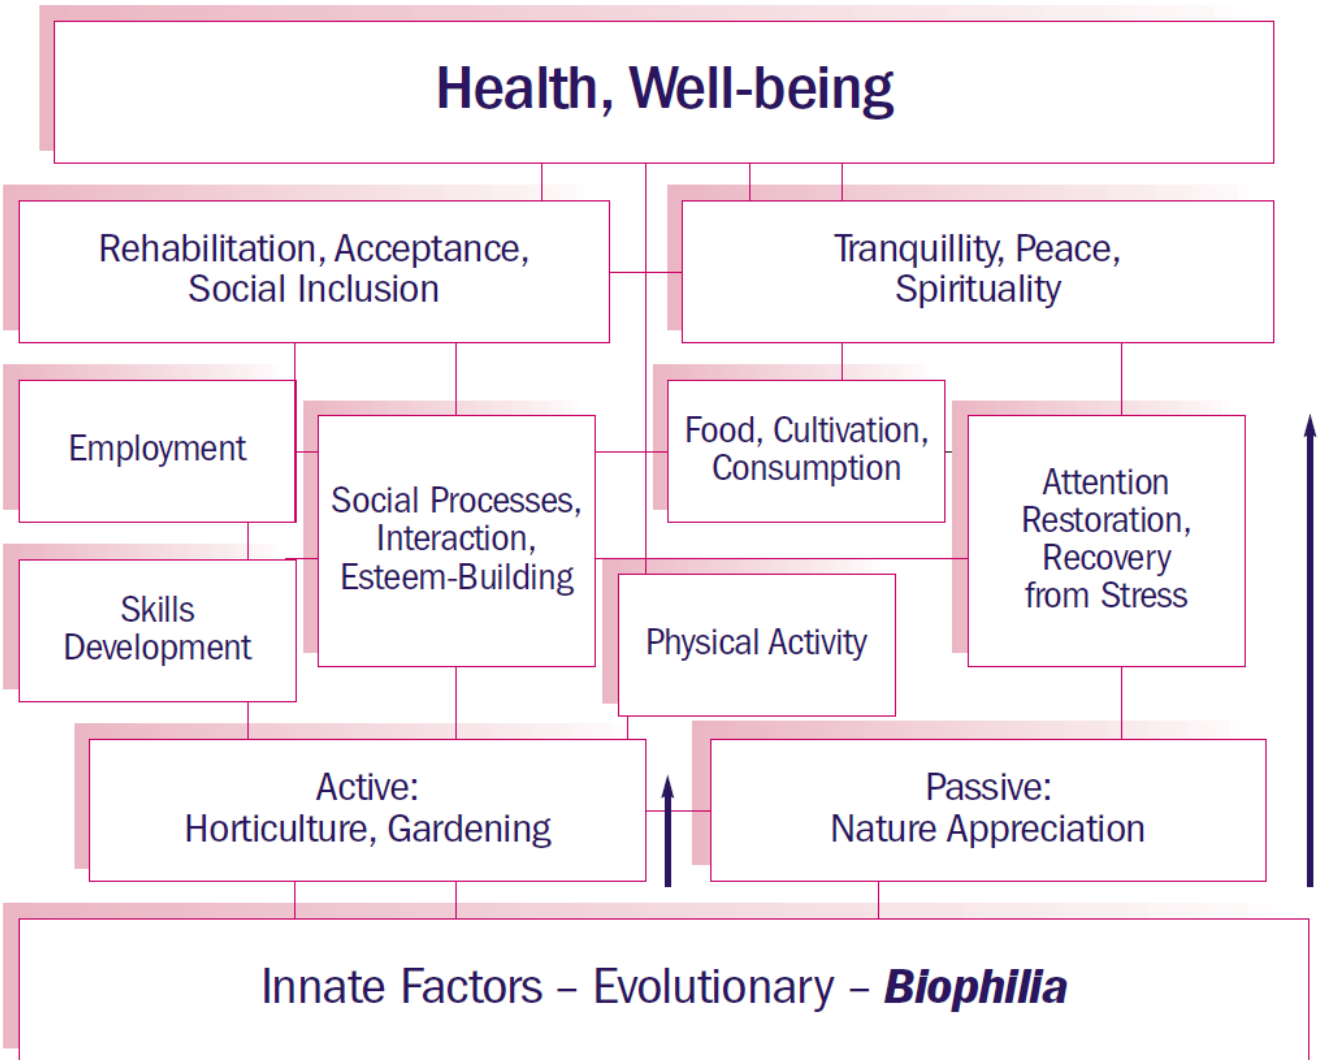 Health, Well-being
Rehabilitation, Acceptance,
Social Inclusion
Tranquillity, Peace,
Spirituality
Employment
Social Processes,
Interaction,
Esteem-Building
Food, Cultivation,
Consumption
Attention
Restoration,
Recovery
from Stress
Skills
Development
Physical Activity
Active:
Horticulture, Gardening
Passive:
Nature Appreciation
Innate Factors – Evolutionary – Biophilia